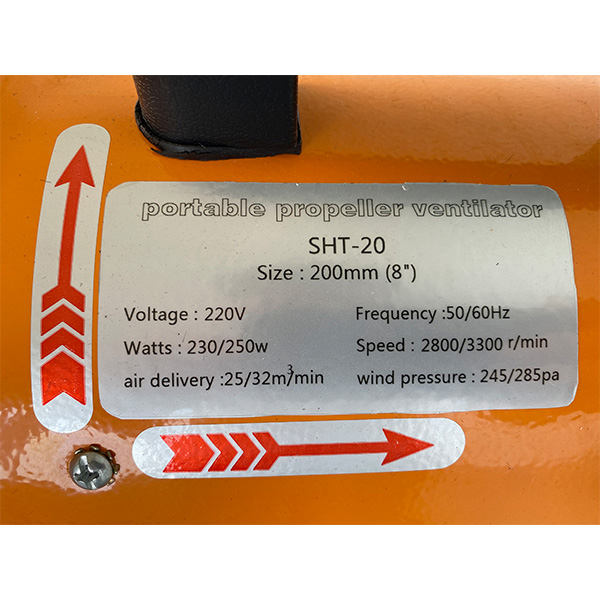 portable propeller ventilator
SHT-20
Size : 200mm (8")
Voltage : 220V
Frequency :50/60Hz
Watts : 230/250w
Speed : 2800/3300 r/min
air delivery :25/32m³/min
wind pressure : 245/285pa